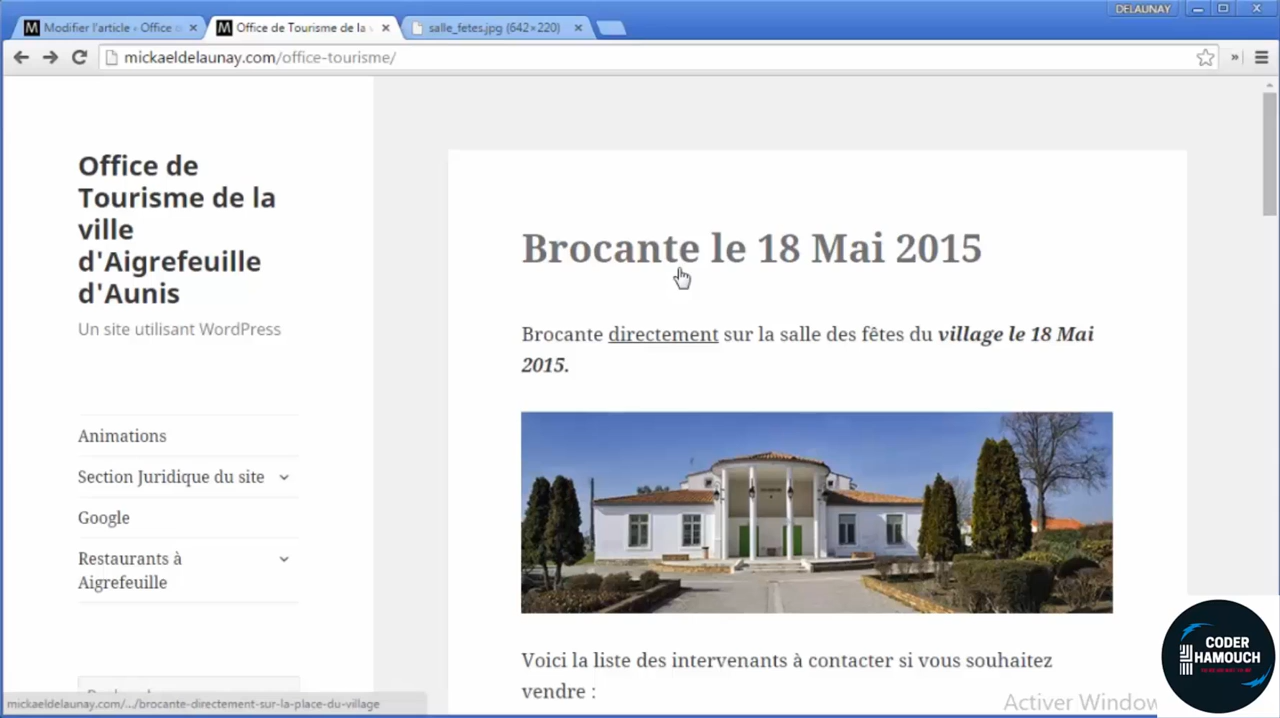 DELAUNAY
Modifier l'article ‹ Office
Office de Tourisme de la
salle_fetes.jpg (642×220)
mickaeldelaunay.com/office-tourisme/
Office de
Tourisme de la
ville
d'Aigrefeuille
d'Aunis
Un site utilisant WordPress
Animations
Section Juridique du site
Google
Restaurants à
Aigrefeuille
Brocante le 18 Mai 2015
Brocante directement sur la salle des fêtes du village le 18 Mai
2015.
Voici la liste des intervenants à contacter si vous souhaitez
vendre :
mickaeldelaunay.com/.../brocante-directement-sur-la-place-du-village
Activer Window
CODER
HAMOUCH